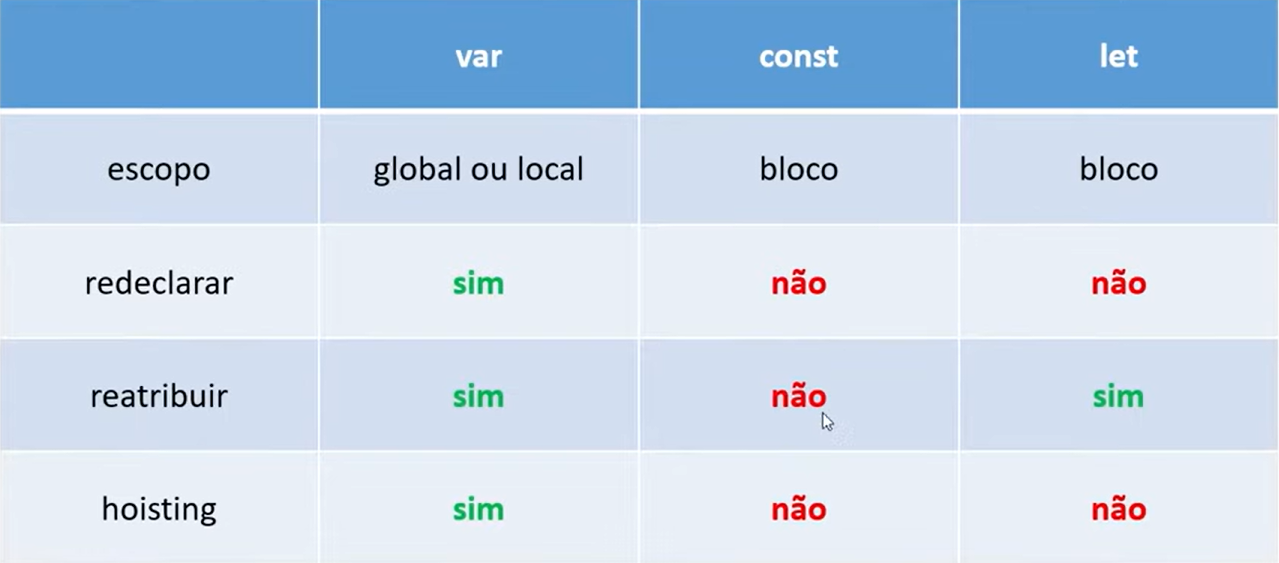 var const let
escopo global ou local bloco bloco
redeclarar sim não não
reatribuir sim não sim
hoisting sim não não